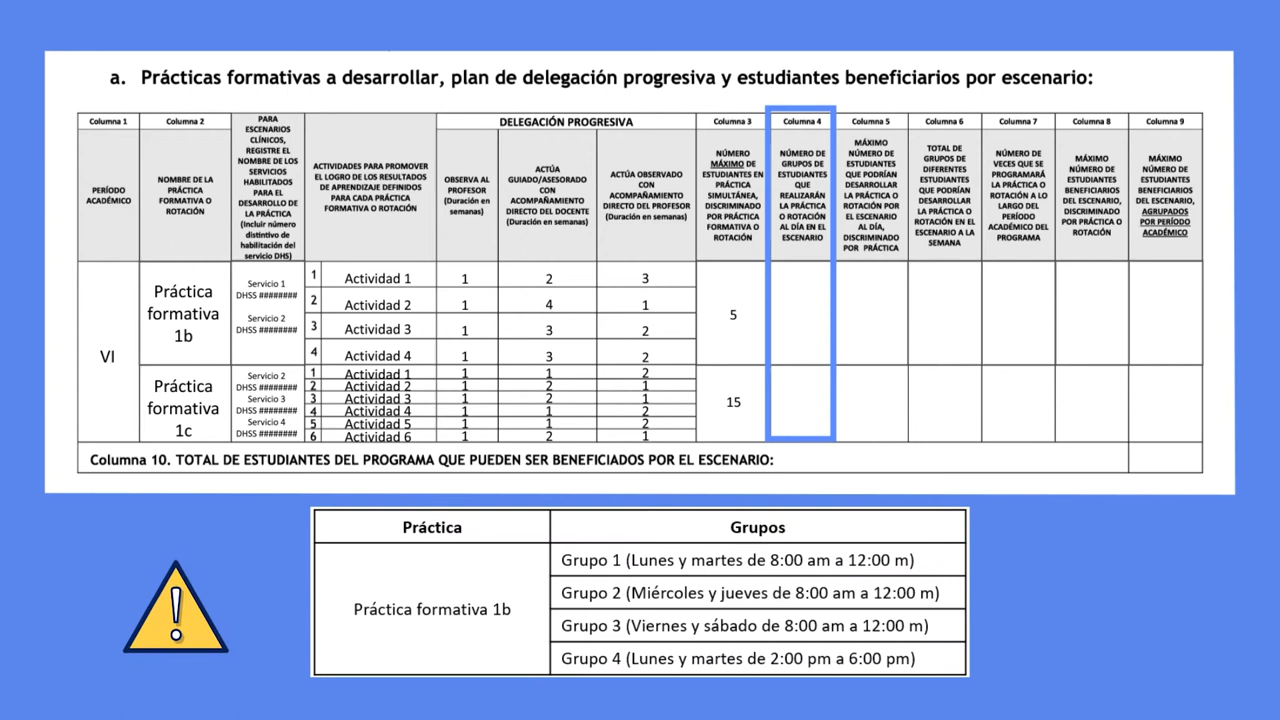 a. Prácticas formativas a desarrollar, plan de delegación progresiva y estudiantes beneficiarios por escenario:
Columna 1
Columna 2
PARA
ESCENARIOS
CLÍNICOS,
REGISTRE EL
NOMBRE DE LOS
SERVICIOS
HABILITADOS
PARA EL
DESARROLLO DE
LA PRÁCTICA
(Incluir número
distintivo de
habilitación del
servicio DHS)
ACTIVIDADES PARA PROMOVER
EL LOGRO DE LOS RESULTADOS
DE APRENDIZAJE DEFINIDOS
PARA CADA PRÁCTICA
FORMATIVA O ROTACIÓN
DELEGACIÓN PROGRESIVA
Columna 3
Columna 4
Columna 5
Columna 6
Columna 7
Columna 8
Columna 9
PERÍODO
ACADÉMICO
NOMBRE DE LA
PRÁCTICA
FORMATIVA O
ROTACIÓN
OBSERVA AL
PROFESOR
(Duración en
semanas)
ACTÚA
GUIADO/ASESORADO
CON
ACOMPAÑAMIENTO
DIRECTO DEL DOCENTE
(Duración en semanas)
ACTÚA OBSERVADO
CON
ACOMPAÑAMIENTO
DIRECTO DEL PROFESOR
(Duración en semanas)
NÚMERO
MÁXIMO DE
ESTUDIANTES EN
PRÁCTICA
SIMULTÁNEA,
DISCRIMINADO
POR PRÁCTICA
FORMATIVA O
ROTACIÓN
NÚMERO DE
GRUPOS DE
ESTUDIANTES
QUE
REALIZARÁN
LA PRÁCTICA
O ROTACIÓN
AL DÍA EN EL
ESCENARIO
MÁXIMO
NÚMERO DE
ESTUDIANTES
QUE PODRÍAN
DESARROLLAR
LA PRÁCTICA O
ROTACIÓN POR
EL ESCENARIO
AL DÍA,
DISCRIMINADO
POR PRÁCTICA
TOTAL DE
GRUPOS DE
DIFERENTES
ESTUDIANTES
QUE PODRÍAN
DESARROLLAR
LA PRÁCTICA O
ROTACIÓN EN EL
ESCENARIO A LA
SEMANA
NÚMERO DE
VECES QUE SE
PROGRAMARÁ
LA PRÁCTICA O
ROTACIÓN A LO
LARGO DEL
PERÍODO
ACADÉMICO DEL
PROGRAMA
MÁXIMO
NÚMERO DE
ESTUDIANTES
BENEFICIARIOS
DEL ESCENARIO,
DISCRIMINADO
POR PRÁCTICA O
ROTACIÓN
MÁXIMO
NÚMERO DE
ESTUDIANTES
BENEFICIARIOS
DEL ESCENARIO,
AGRUPADOS
POR PERÍODO
ACADÉMICO
VI
Práctica
formativa
1b
Servicio 1
DHSS ########
Servicio 2
DHSS ########
1 Actividad 1 1 2 3
2 Actividad 2 1 4 1
3 Actividad 3 1 3 2
4 Actividad 4 1 3 2
5
Práctica
formativa
1c
Servicio 2
DHSS ########
Servicio 3
DHSS ########
Servicio 4
DHSS ########
1 Actividad 1 1 1 2
2 Actividad 2 1 2 1
3 Actividad 3 1 2 1
4 Actividad 4 1 1 2
5 Actividad 5 1 1 2
6 Actividad 6 1 2 1
15
Columna 10. TOTAL DE ESTUDIANTES DEL PROGRAMA QUE PUEDEN SER BENEFICIADOS POR EL ESCENARIO:
Práctica Grupos
Práctica formativa 1b
Grupo 1 (Lunes y martes de 8:00 am a 12:00 m)
Grupo 2 (Miércoles y jueves de 8:00 am a 12:00 m)
Grupo 3 (Viernes y sábado de 8:00 am a 12:00 m)
Grupo 4 (Lunes y martes de 2:00 pm a 6:00 pm)